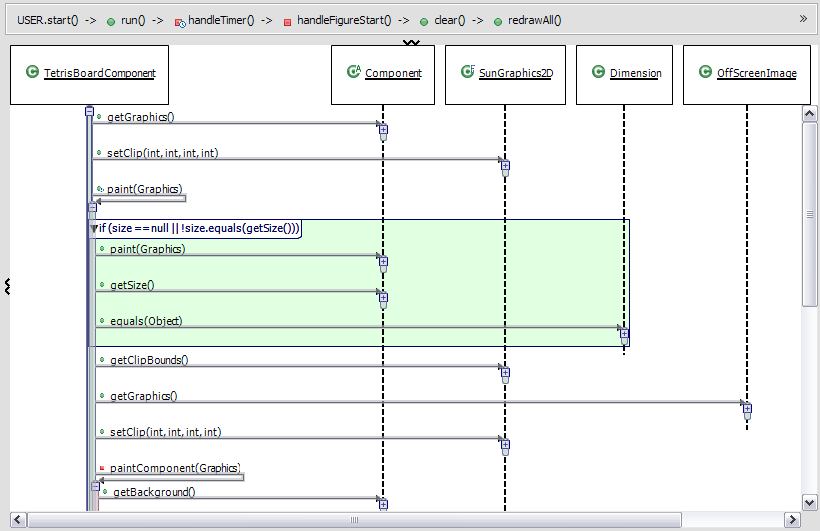 USER.start() -> run() -> handleTimer() -> handleFigureStart() -> clear() -> redrawAll() »
TetrisBoardComponent Component SunGraphics2D Dimension OffScreenImage
getGraphics()
setClip(int, int, int, int)
paint(Graphics)
if (size ==null || !size.equals(getSize()))
paint(Graphics)
getSize()
equals(Object)
getClipBounds()
getGraphics()
setClip(int, int, int, int)
paintComponent(Graphics)
getBackground()